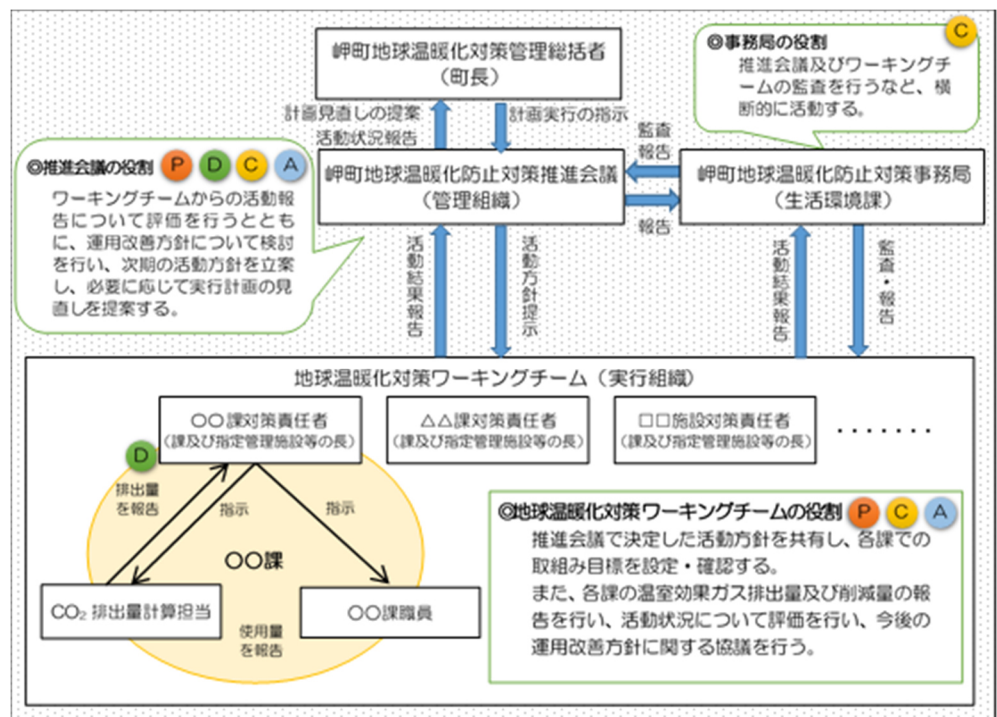 岬町地球温暖化対策管理総括者
（町長）
◎事務局の役割
C
推進会議及びワーキングチ
ームの監査を行うなど、横
断的に活動する。
計画見直しの提案
活動状況報告
計画実行の指示
監査
報告
◎推進会議の役割 P D C A
ワーキングチームからの活動報
告について評価を行うととも
に、運用改善方針について検討
を行い、次期の活動方針を立案
し、必要に応じて実行計画の見
直しを提案する。
岬町地球温暖化防止対策推進会議
（管理組織）
岬町地球温暖化防止対策事務局
（生活環境課）
報告
活動結果報告
活動方針提示
活動結果報告
監査・報告
地球温暖化対策ワーキングチーム（実行組織）
〇〇課対策責任者
（課及び指定管理施設等の長）
△△課対策責任者
（課及び指定管理施設等の長）
□□施設対策責任者
（課及び指定管理施設等の長）
・・・・・・・
D
排出量
を報告
指示
指示
〇〇課
CO₂排出量計算担当
〇〇課職員
使用量
を報告
◎地球温暖化対策ワーキングチームの役割 P C A
推進会議で決定した活動方針を共有し、各課での
取組み目標を設定・確認する。
また、各課の温室効果ガス排出量及び削減量の報
告を行い、活動状況について評価を行い、今後の
運用改善方針に関する協議を行う。